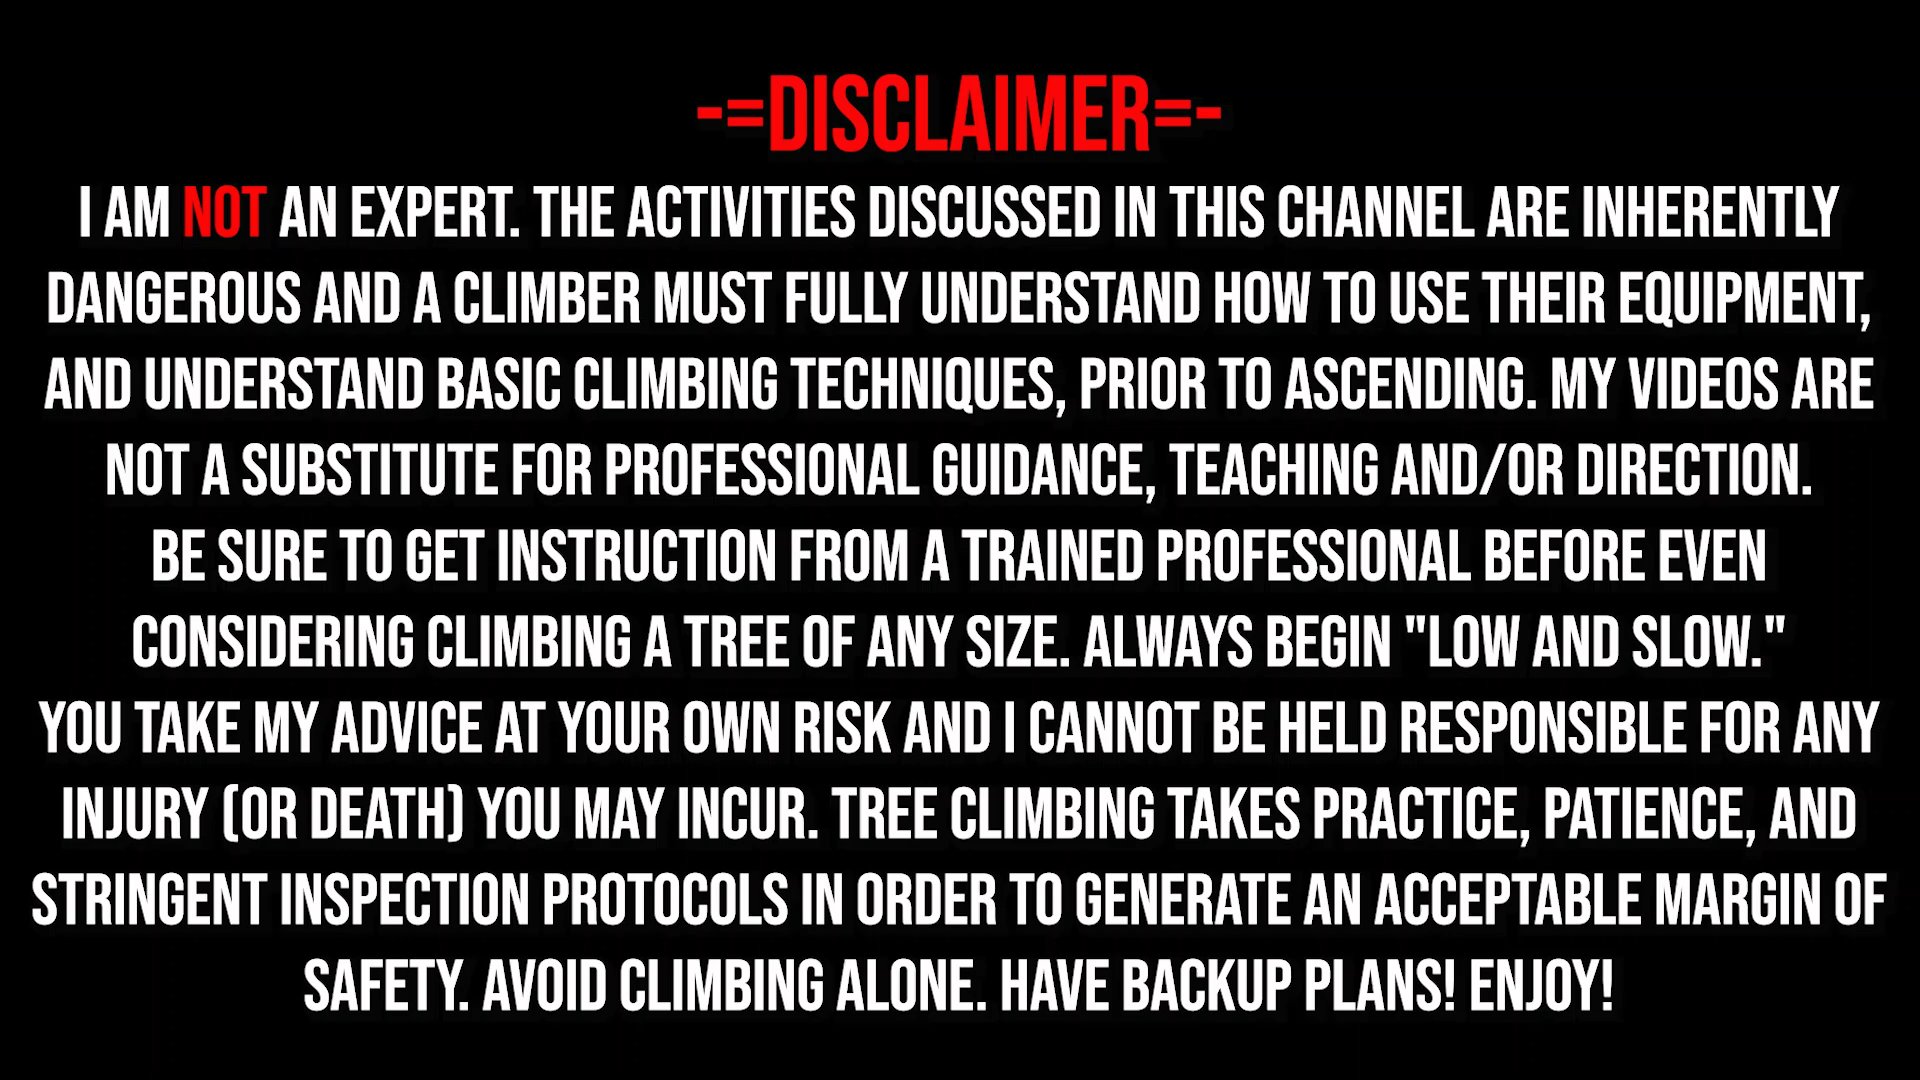 -=DISCLAIMER=-
I AM NOT AN EXPERT. THE ACTIVITIES DISCUSSED IN THIS CHANNEL ARE INHERENTLY
DANGEROUS AND A CLIMBER MUST FULLY UNDERSTAND HOW TO USE THEIR EQUIPMENT,
AND UNDERSTAND BASIC CLIMBING TECHNIQUES, PRIOR TO ASCENDING. MY VIDEOS ARE
NOT A SUBSTITUTE FOR PROFESSIONAL GUIDANCE, TEACHING AND/OR DIRECTION.
BE SURE TO GET INSTRUCTION FROM A TRAINED PROFESSIONAL BEFORE EVEN
CONSIDERING CLIMBING A TREE OF ANY SIZE. ALWAYS BEGIN "LOW AND SLOW."
YOU TAKE MY ADVICE AT YOUR OWN RISK AND I CANNOT BE HELD RESPONSIBLE FOR ANY
INJURY (OR DEATH) YOU MAY INCUR. TREE CLIMBING TAKES PRACTICE, PATIENCE, AND
STRINGENT INSPECTION PROTOCOLS IN ORDER TO GENERATE AN ACCEPTABLE MARGIN OF
SAFETY. AVOID CLIMBING ALONE. HAVE BACKUP PLANS! ENJOY!